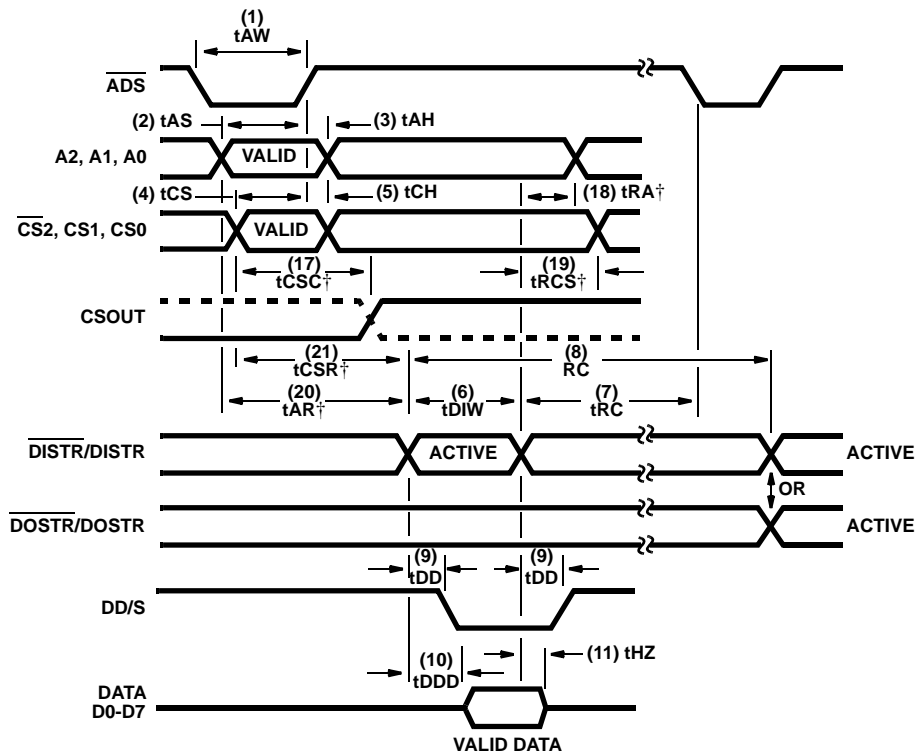 (1)
tAW
ADS
(2) tAS
(3) tAH
A2, A1, A0
VALID
(4) tCS
(5) tCH
(18) tRA†
CS2, CS1, CS0
VALID
(17)
tCSC†
(19)
tRCS†
CSOUT
(21)
tCSR†
(8)
RC
(20)
tAR†
(6)
tDIW
(7)
tRC
DISTR/DISTR
ACTIVE
ACTIVE
OR
DOSTR/DOSTR
ACTIVE
(9)
tDD
(9)
tDD
DD/S
(10)
tDDD
(11) tHZ
DATA
D0-D7
VALID DATA